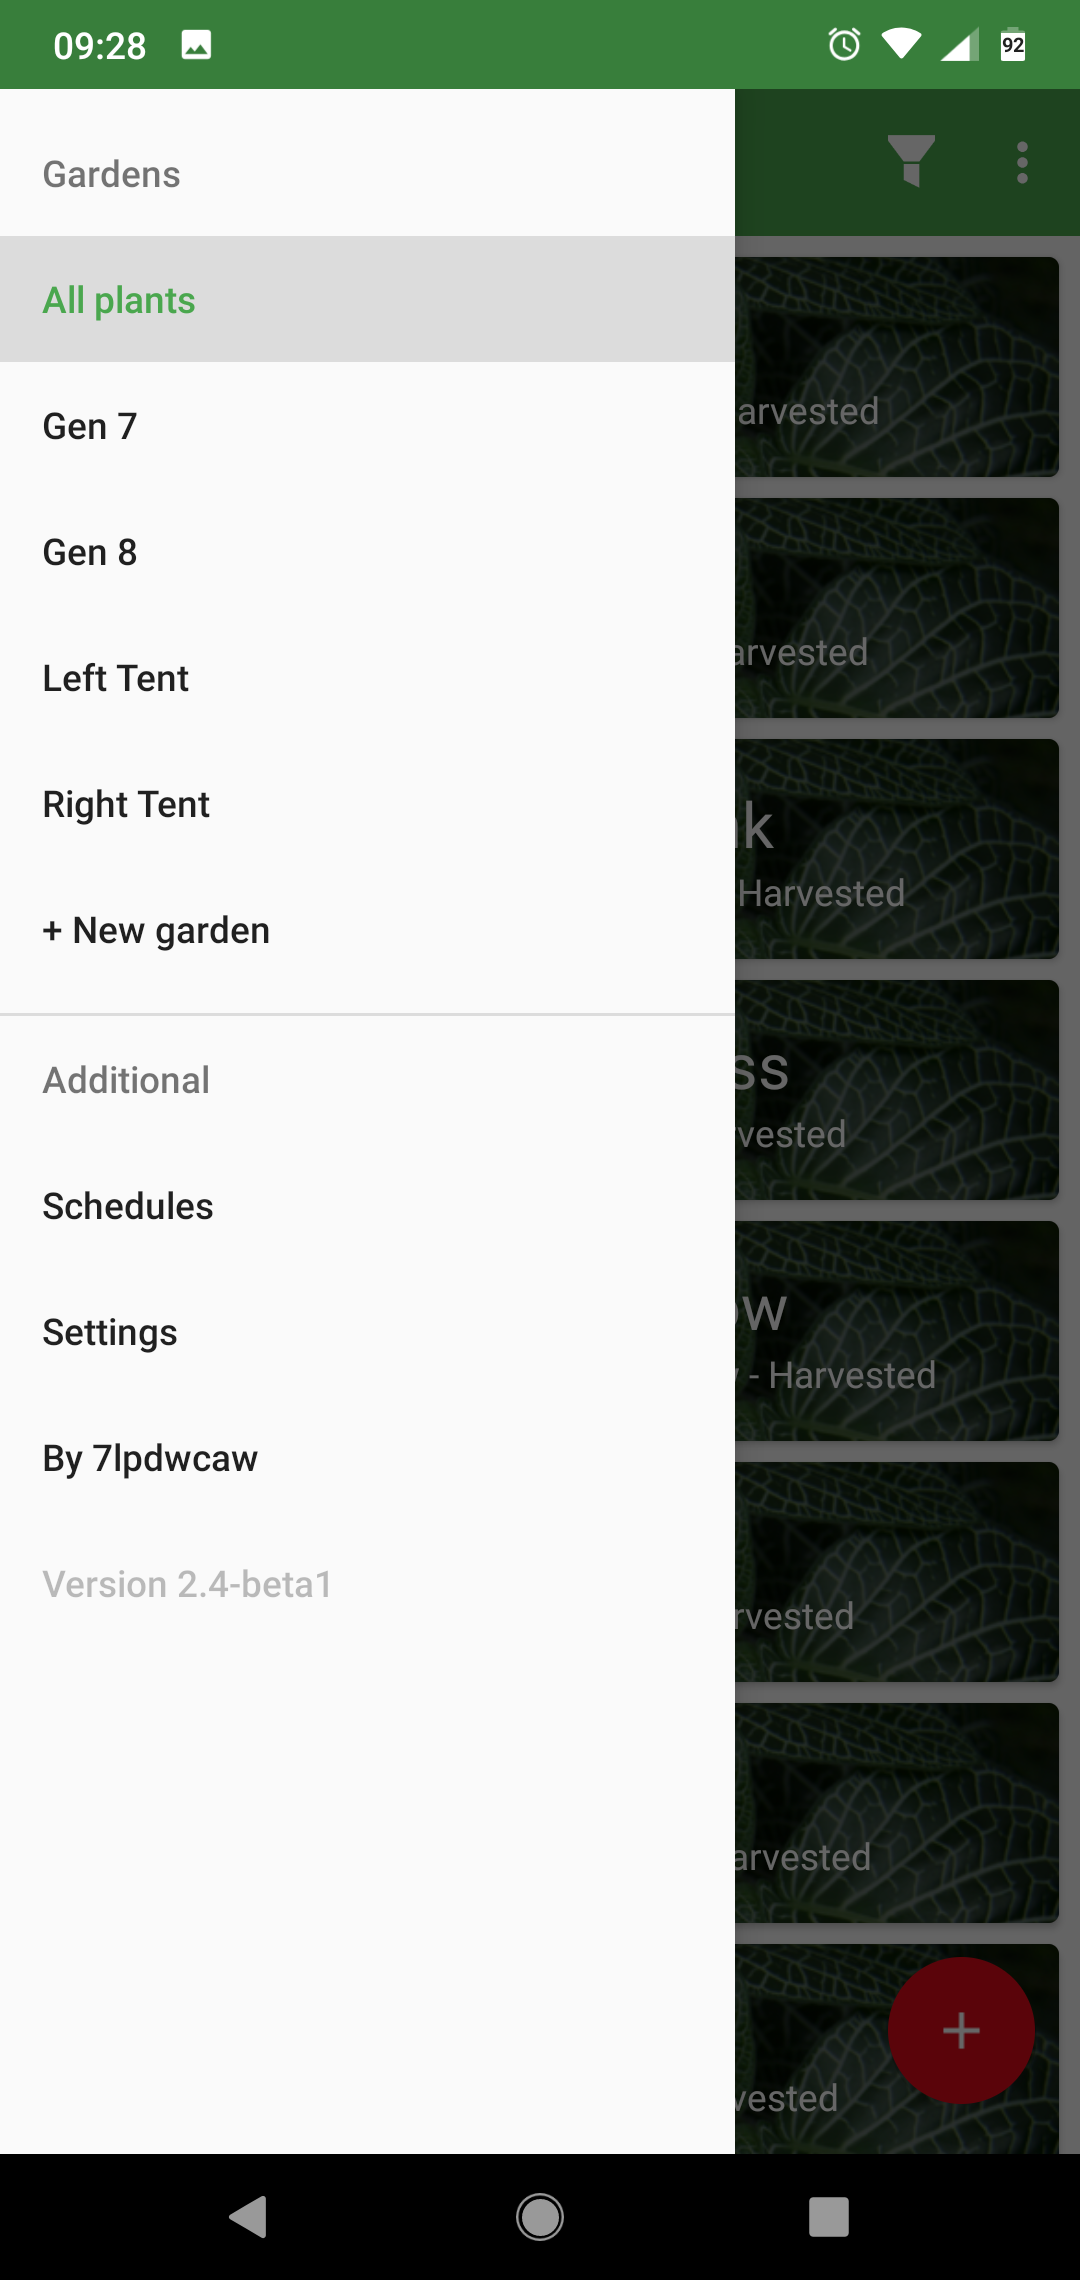 09:28
92
Gardens
All plants
Gen 7
Gen 8
Left Tent
Right Tent
+ New garden
Additional
Schedules
Settings
By 7lpdwcaw
Version 2.4-beta1
arvested
arvested
k
Harvested
ss
vested
w
- Harvested
rvested
arvested
vested